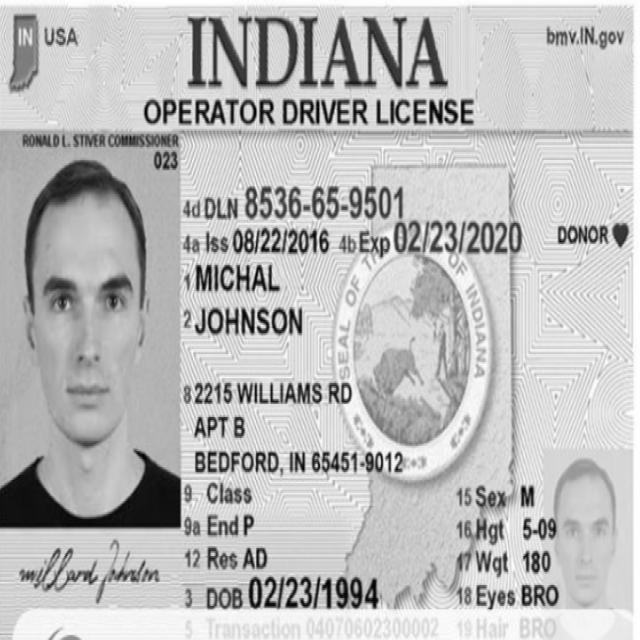 IN USA INDIANA bmv.IN.gov
OPERATOR DRIVER LICENSE
RONALD L. STIVER COMMISSIONER
023
4d DLN 8536-65-9501
4a Iss 08/22/2016 4b Exp 02/23/2020 DONOR
1 MICHAL
2 JOHNSON
SEAL OF THE OF INDIANA
8 2215 WILLIAMS RD
APT B
BEDFORD, IN 65451-9012
9 Class 15 Sex M
9a End P 16 Hgt 5-09
12 Res AD 17 Wgt 180
millard Johnson
3 DOB 02/23/1994 18 Eyes BRO
5 Transaction 04070602300002 19 Hair BRO